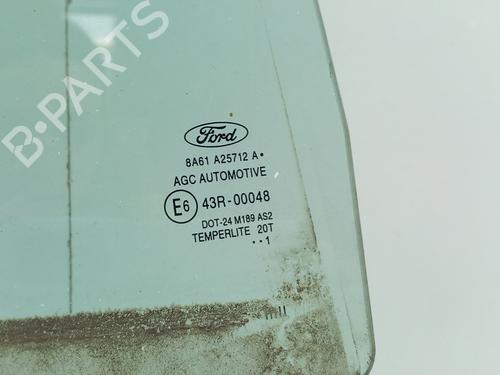 B-PARTS
Ford
8A61 A25712 A•
AGC AUTOMOTIVE
E6 43R-00048
DOT-24 M189 AS2
TEMPERLITE 20T
··1